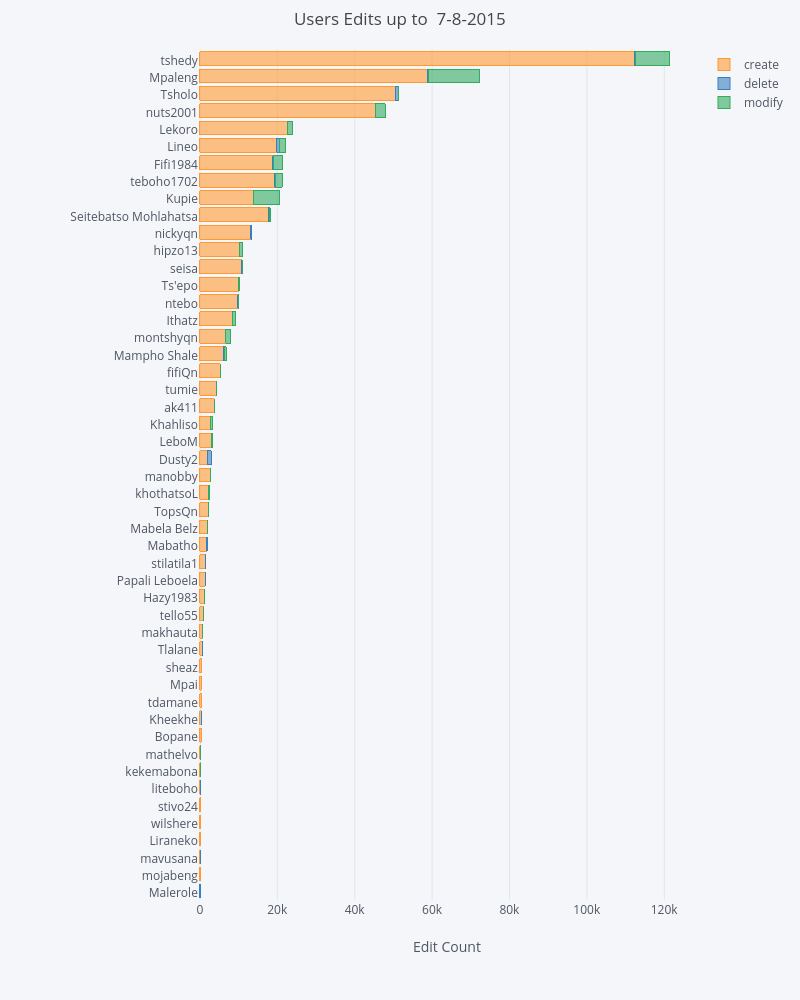 Users Edits up to  7-8-2015
create
delete
modify
tshedy
Mpaleng
Tsholo
nuts2001
Lekoro
Lineo
Fifi1984
teboho1702
Kupie
Seitebatso Mohlahatsa
nickyqn
hipzo13
seisa
Ts'epo
ntebo
Ithatz
montshyqn
Mampho Shale
fifiQn
tumie
ak411
Khahliso
LeboM
Dusty2
manobby
khothatsoL
TopsQn
Mabela Belz
Mabatho
stilatila1
Papali Leboela
Hazy1983
tello55
makhauta
Tlalane
sheaz
Mpai
tdamane
Kheekhe
Bopane
mathelvo
kekemabona
liteboho
stivo24
wilshere
Liraneko
mavusana
mojabeng
Malerole
0 20k 40k 60k 80k 100k 120k
Edit Count